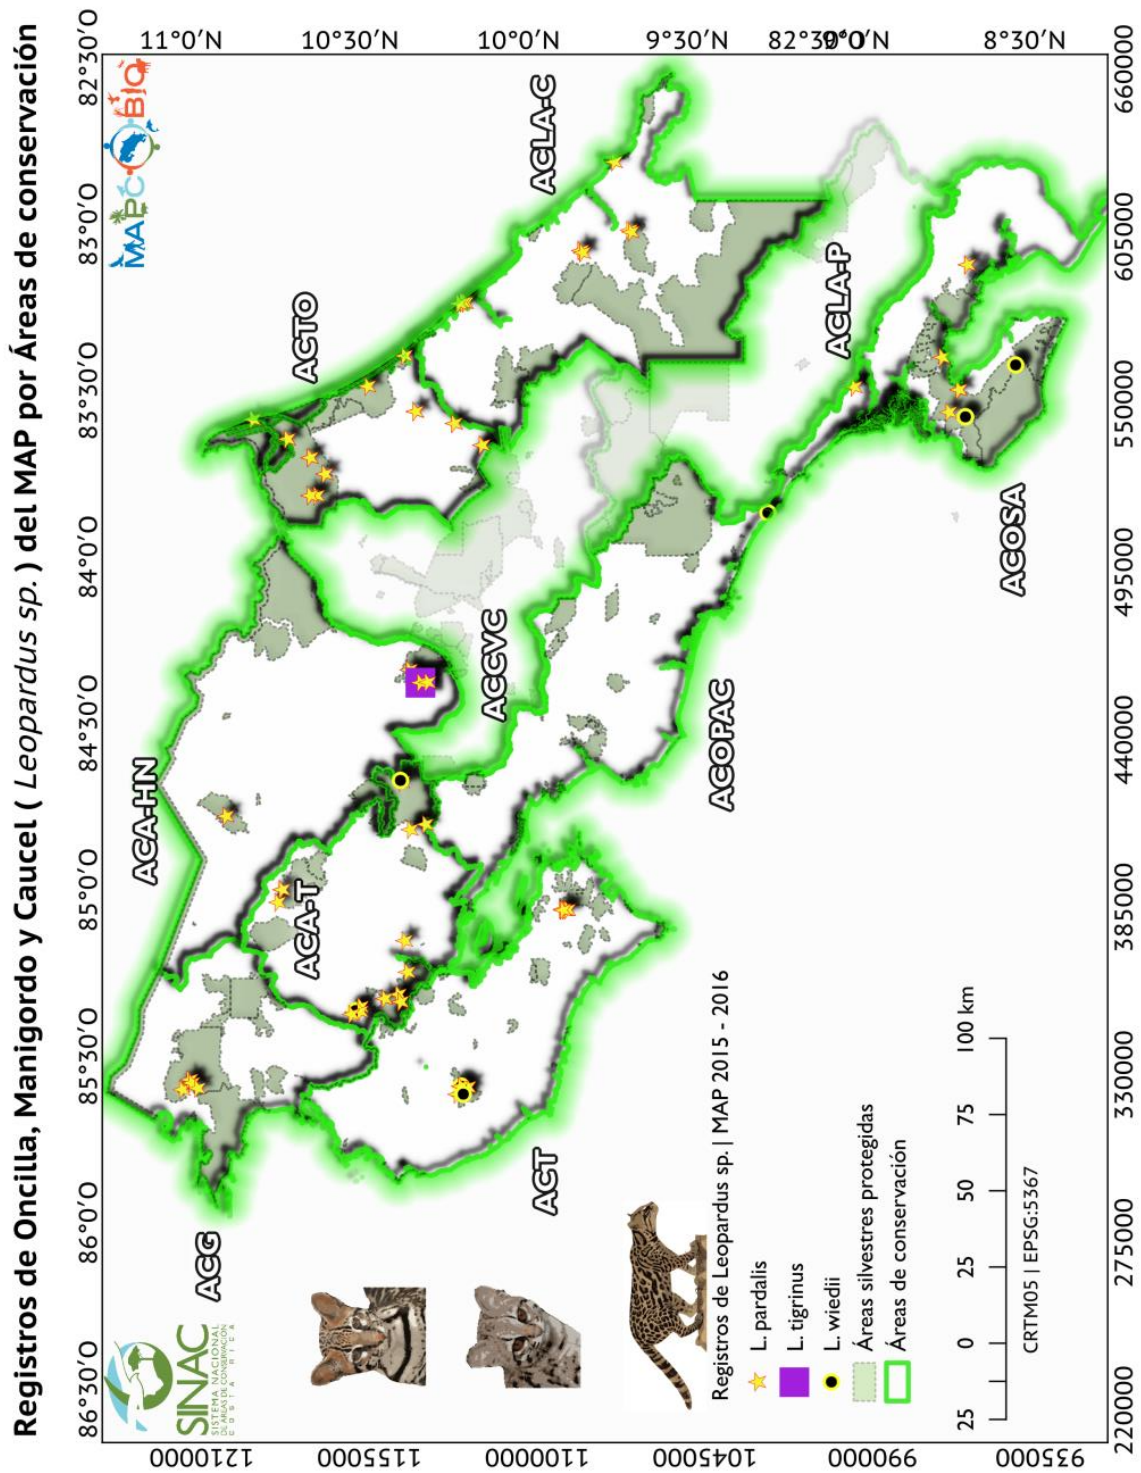 Registros de Oncilla, Manigordo y Caucel ( Leopardus sp. ) del MAP por Áreas de conservación
86°30'O
86°0'O
85°30'O
85°0'O
84°30'O
84°0'O
83°30'O
83°0'O
82°30'O
SINAC
SISTEMA NACIONAL
DE ÁREAS DE CONSERVACIÓN
COSTA RICA
MAPCOBIO
11°0'N
10°30'N
10°0'N
9°30'N
82°30'O
9°0'N
8°30'N
ACG
ACA-HN
ACTO
ACA-T
ACLA-C
ACT
ACCVC
ACOPAC
ACLA-P
ACOSA
Registros de Leopardus sp. | MAP 2015 - 2016
L. pardalis
L. tigrinus
L. wiedii
Áreas silvestres protegidas
Áreas de conservación
25 0 25 50 75 100 km
CRTM05 | EPSG:5367
1210000
1155000
1100000
1045000
990000
935000
220000
275000
330000
385000
440000
495000
550000
605000
660000